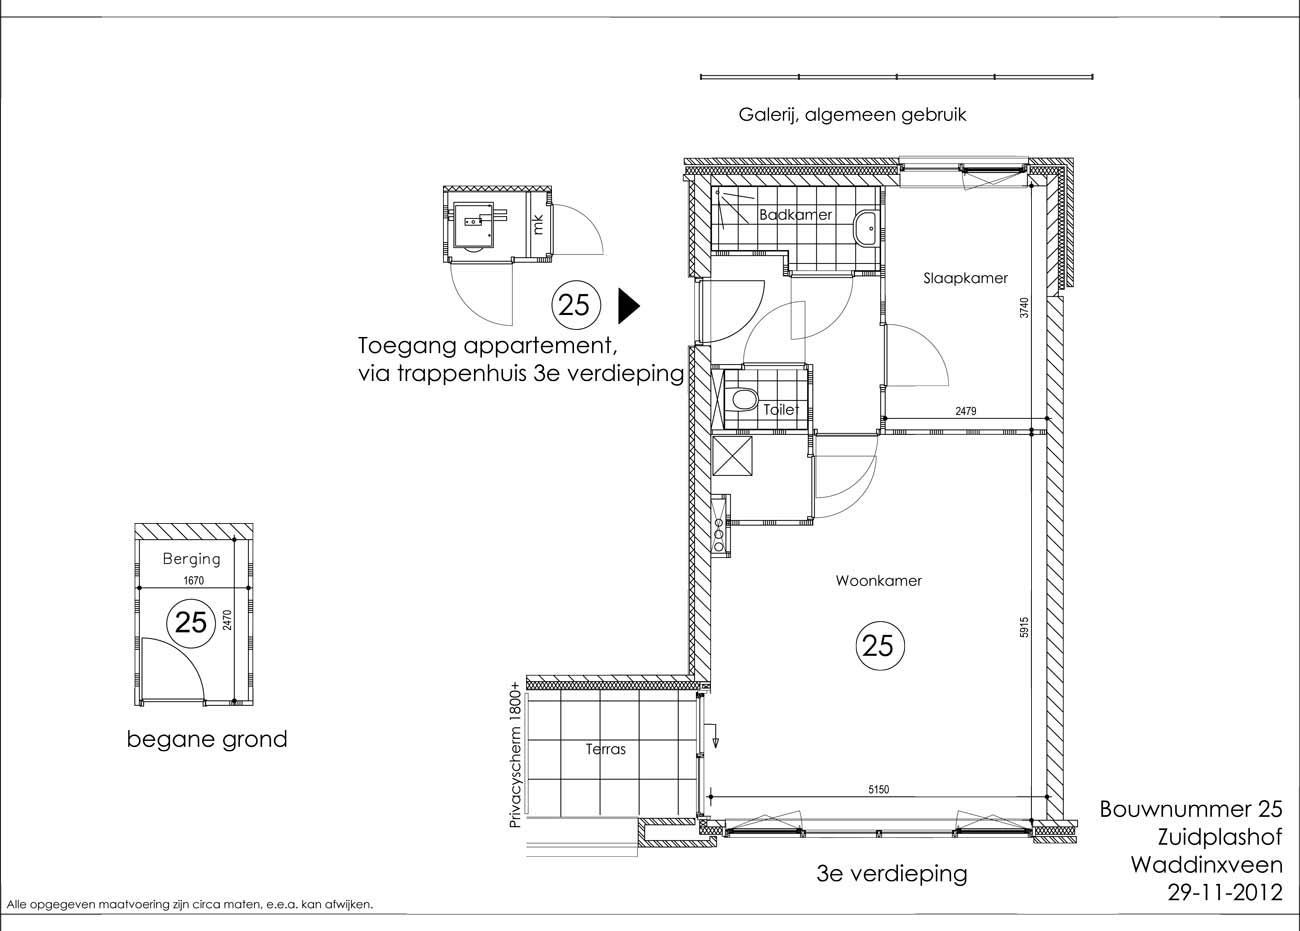 Galerij, algemeen gebruik
Badkamer
mk
Slaapkamer
3740
25
Toegang appartement,
via trappenhuis 3e verdieping
Toilet
2479
Berging
1670
2470
25
Woonkamer
5915
25
begane grond
Privacyscherm 1800+
Terras
5150
3e verdieping
Bouwnummer 25
Zuidplashof
Waddinxveen
29-11-2012
Alle opgegeven maatvoering zijn circa maten, e.e.a. kan afwijken.